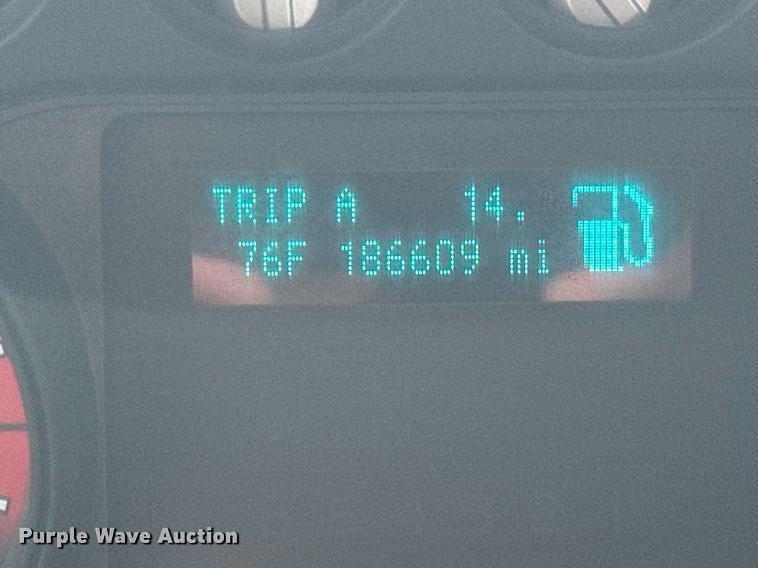 TRIP A 14.
76F 186609 mi
Purple Wave Auction